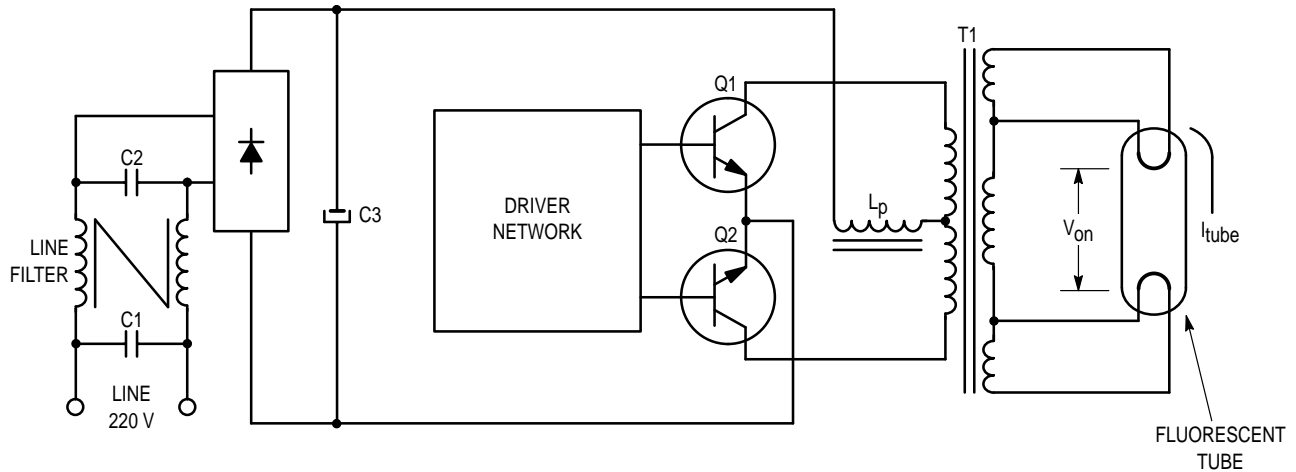 T1
Q1
C2
DRIVER
NETWORK
C3
Lp
Von
Itube
LINE
FILTER
Q2
C1
LINE
220 V
FLUORESCENT
TUBE